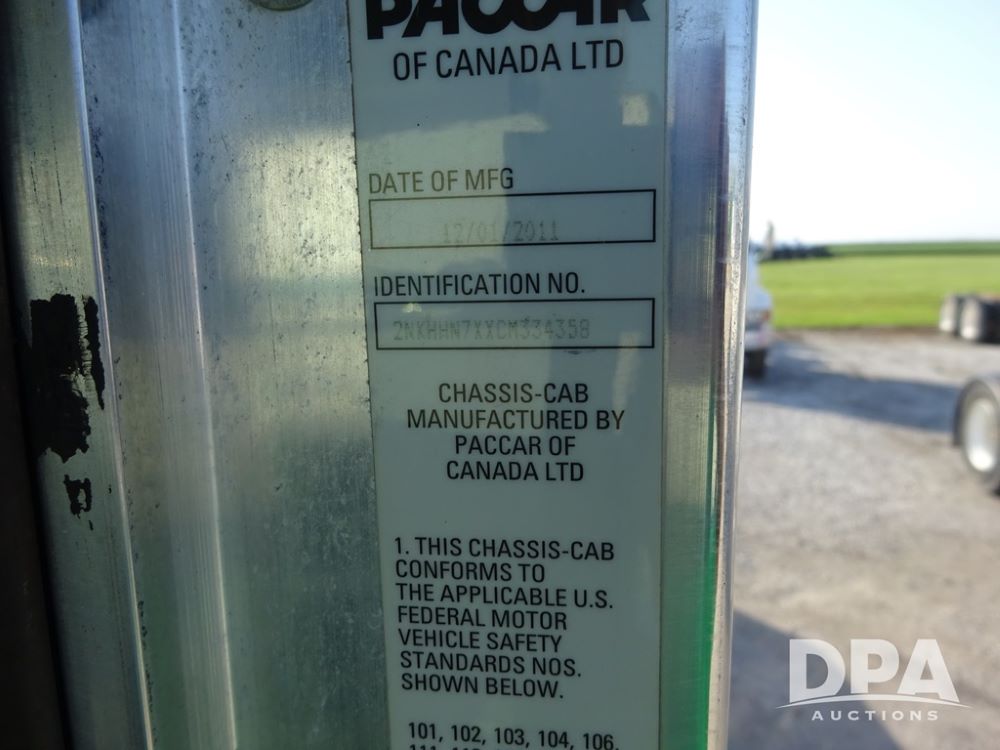 PACCAR
OF CANADA LTD
DATE OF MFG
12/01/2011
IDENTIFICATION NO.
2NKHHN7XXCM334358
CHASSIS-CAB
MANUFACTURED BY
PACCAR OF
CANADA LTD
1. THIS CHASSIS-CAB
CONFORMS TO
THE APPLICABLE U.S.
FEDERAL MOTOR
VEHICLE SAFETY
STANDARDS NOS.
SHOWN BELOW.
101, 102, 103, 104, 106,
DPA
AUCTIONS